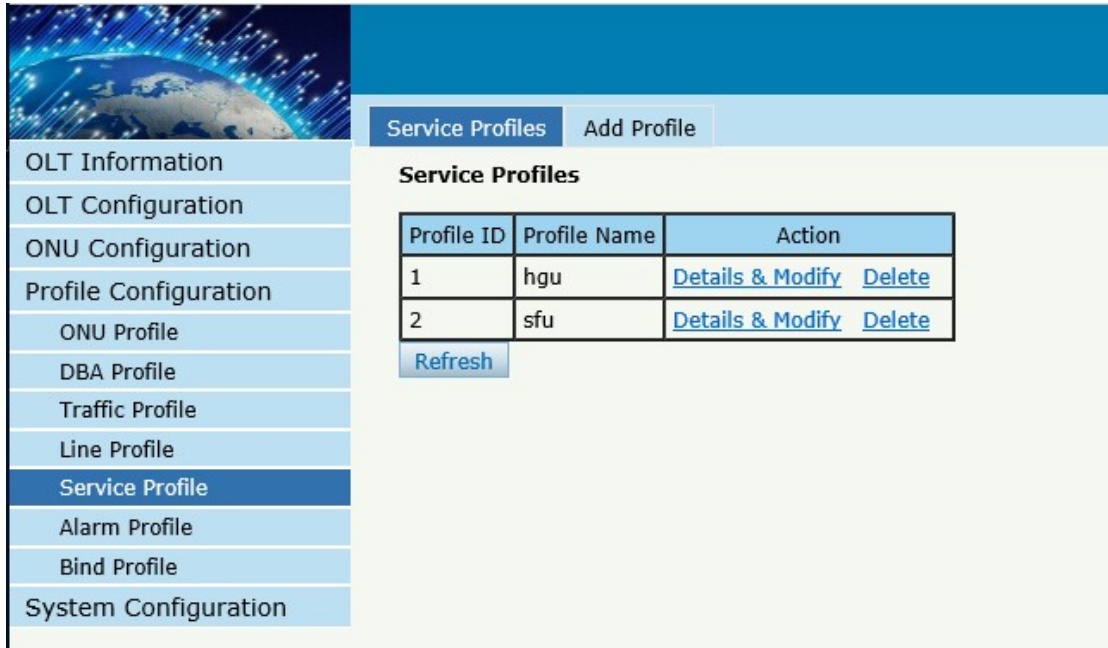 Service Profiles Add Profile
OLT Information
OLT Configuration
ONU Configuration
Profile Configuration
ONU Profile
DBA Profile
Traffic Profile
Line Profile
Service Profile
Alarm Profile
Bind Profile
System Configuration
Service Profiles
Profile ID Profile Name Action
1 hgu Details & Modify Delete
2 sfu Details & Modify Delete
Refresh